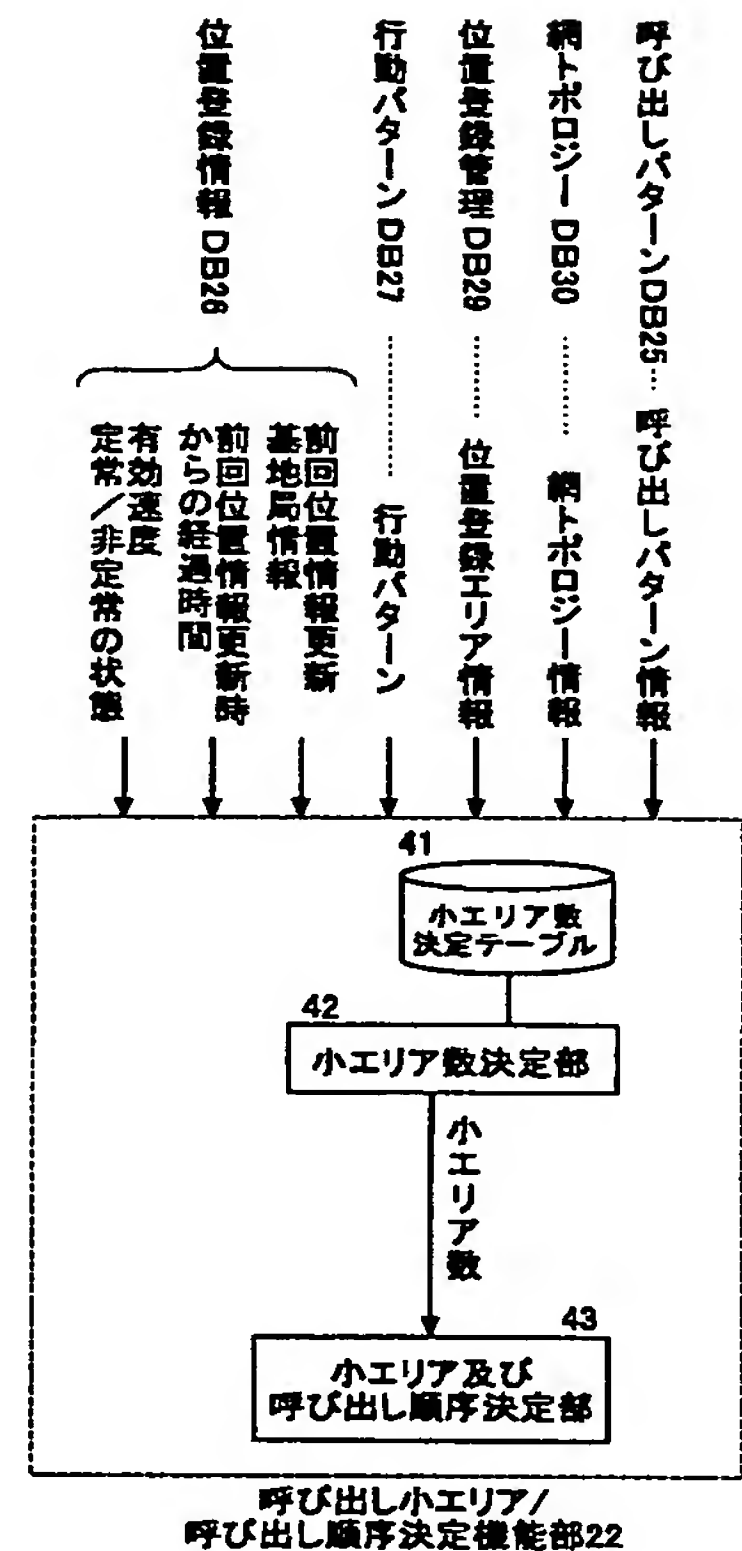 呼び出しパターンDB25… 呼び出しパターン情報
網トポロジー DB30 ………… 網トポロジー情報
位置登録管理 DB29 ……… 位置登録エリア情報
行動パターン DB27 ………… 行動パターン
位置登録情報 DB26
前回位置情報更新
基地局情報
前回位置情報更新時
からの経過時間
有効速度
定常/非定常の状態
41
小エリア数
決定テーブル
42
小エリア数決定部
小エリア数
43
小エリア及び
呼び出し順序決定部
呼び出し小エリア/
呼び出し順序決定機能部22